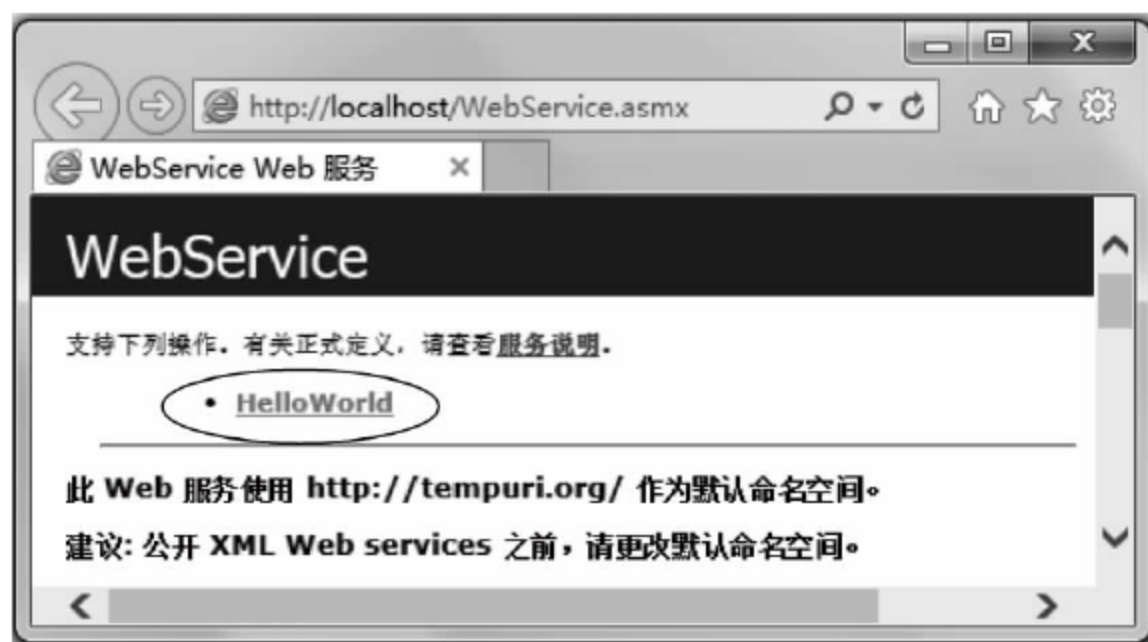 http://localhost/WebService.asmx
WebService Web 服务
WebService
支持下列操作。有关正式定义，请查看服务说明。
• HelloWorld
此 Web 服务使用 http://tempuri.org/ 作为默认命名空间。
建议: 公开 XML Web services 之前，请更改默认命名空间。